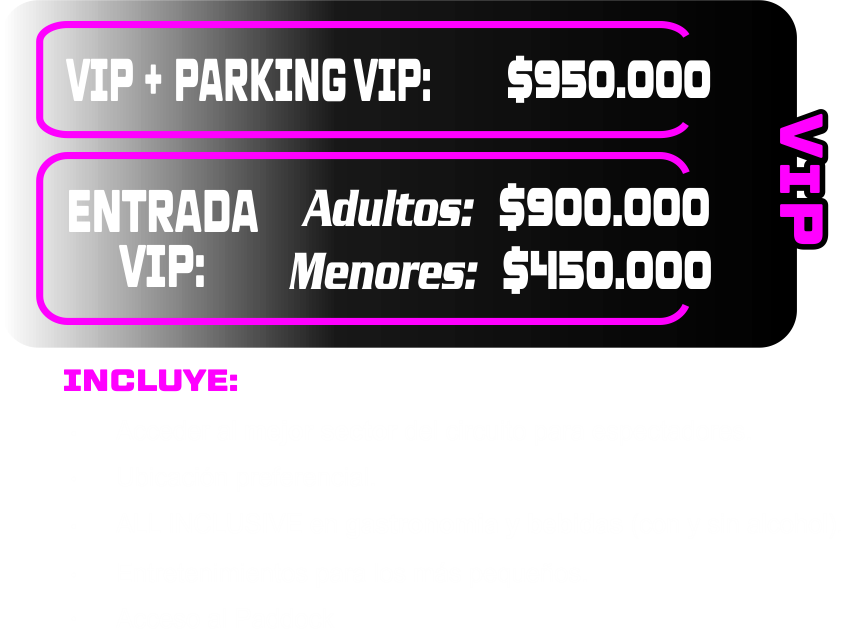 VIP + PARKING VIP: $950.000
ENTRADA
VIP:
Adultos: $900.000
Menores: $450.000
VIP
INCLUYE: